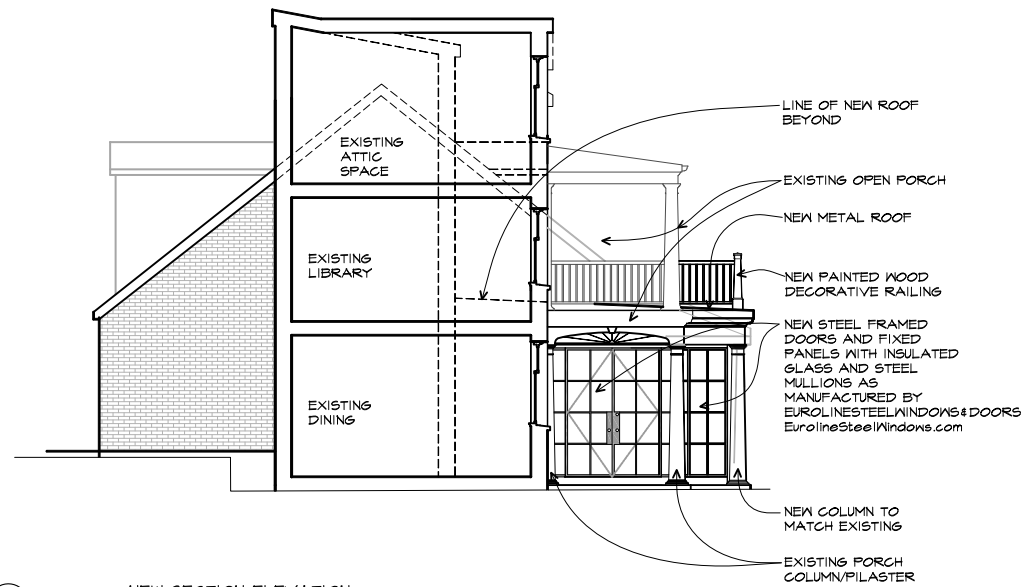 LINE OF NEW ROOF
BEYOND
EXISTING
ATTIC
SPACE
EXISTING OPEN PORCH
NEW METAL ROOF
EXISTING
LIBRARY
NEW PAINTED WOOD
DECORATIVE RAILING
NEW STEEL FRAMED
DOORS AND FIXED
PANELS WITH INSULATED
GLASS AND STEEL
MULLIONS AS
MANUFACTURED BY
EUROLINESTEELWINDOWS&DOORS
EurolineSteelWindows.com
EXISTING
DINING
NEW COLUMN TO
MATCH EXISTING
EXISTING PORCH
COLUMN/PILASTER